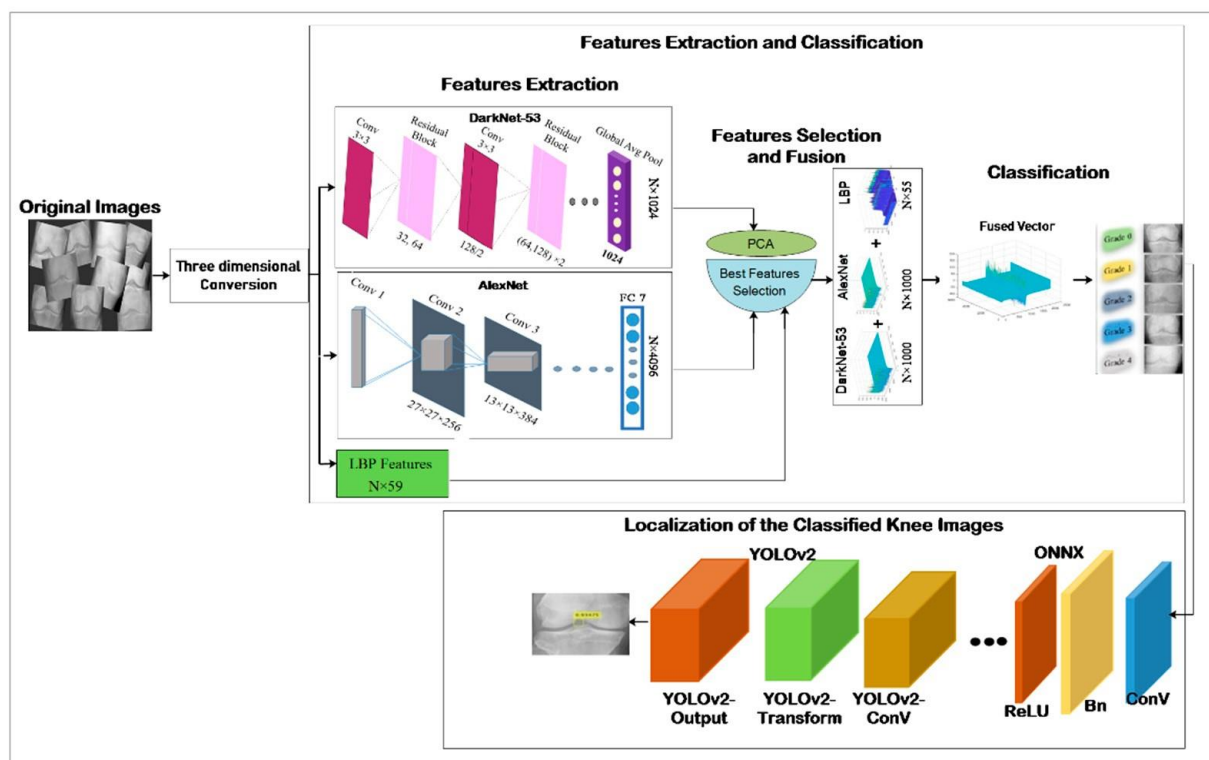 Features Extraction and Classification
Features Extraction
DarkNet-53
Conv
3×3
Residual
Block
Conv
3×3
Residual
Block
Global Avg Pool
N×1024
32, 64
128/2
(64,128) ×2
1024
Original Images
Three dimensional
Conversion
AlexNet
Conv 1
Conv 2
Conv 3
FC 7
N×4096
27×27×256
13×13×384
LBP Features
N×59
Features Selection
and Fusion
PCA
Best Features
Selection
LBP
N×55
+
AlexNet
N×1000
+
DarkNet-53
N×1000
Classification
Fused Vector
Grade 0
Grade 1
Grade 2
Grade 3
Grade 4
Localization of the Classified Knee Images
YOLOv2
ONNX
YOLOv2-
Output
YOLOv2-
Transform
YOLOv2-
ConV
ReLU
Bn
ConV